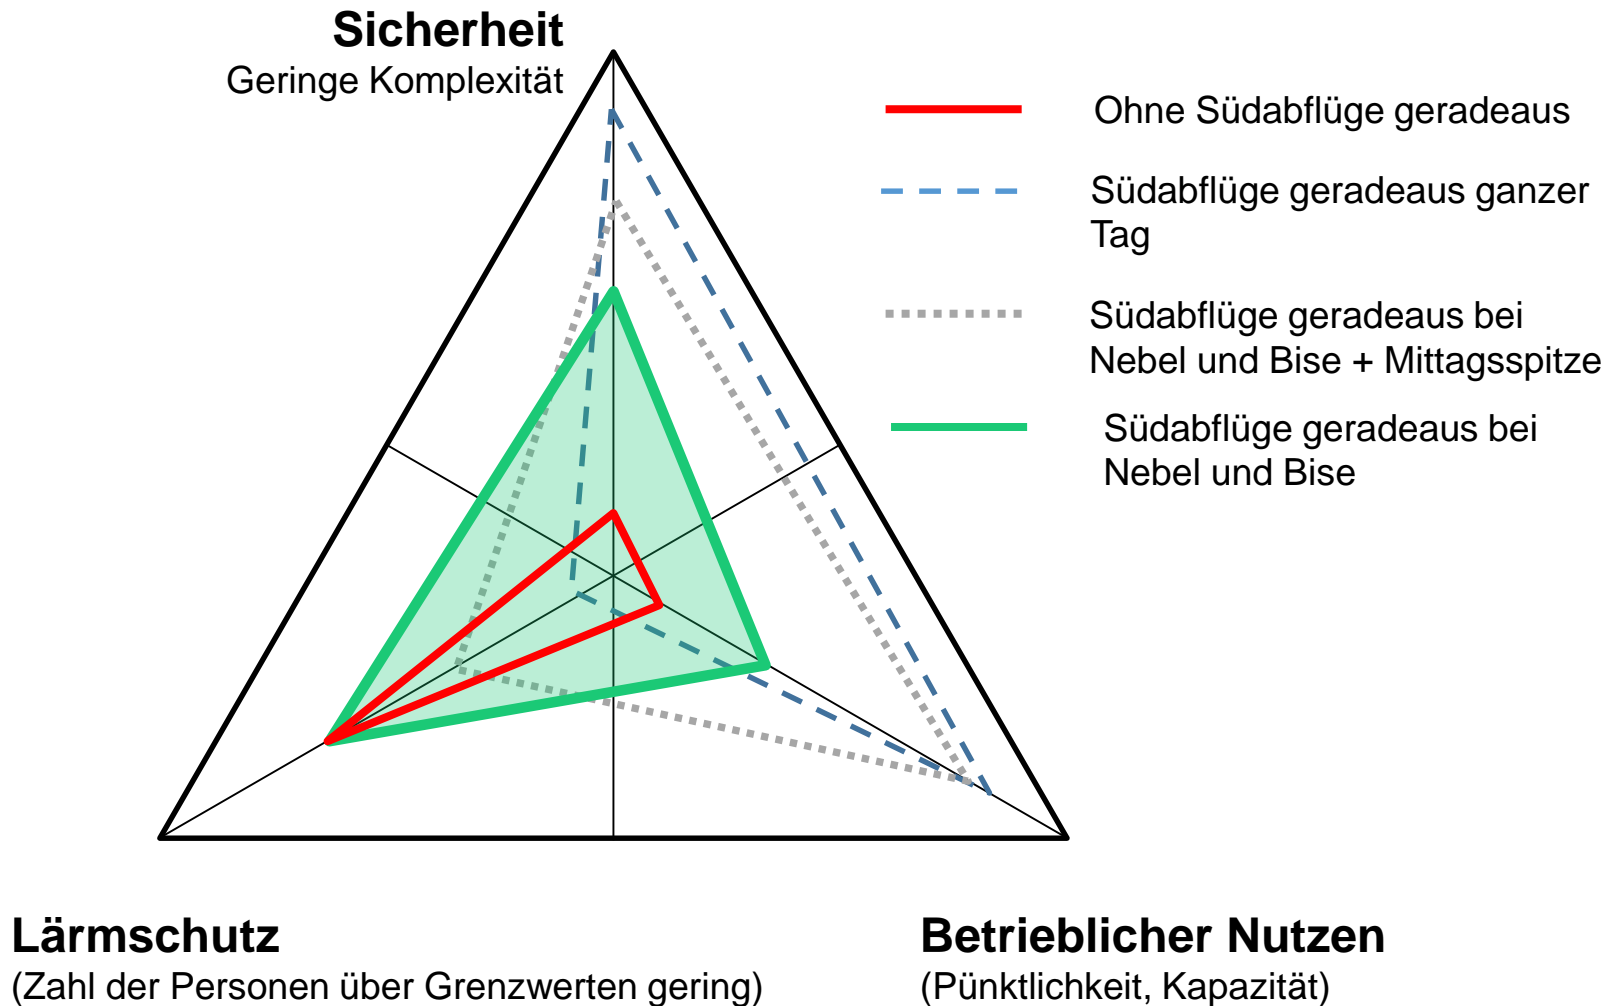 Sicherheit
Geringe Komplexität
Ohne Südabflüge geradeaus
Südabflüge geradeaus ganzer
Tag
Südabflüge geradeaus bei
Nebel und Bise + Mittagsspitze
Südabflüge geradeaus bei
Nebel und Bise
Lärmschutz
(Zahl der Personen über Grenzwerten gering)
Betrieblicher Nutzen
(Pünktlichkeit, Kapazität)